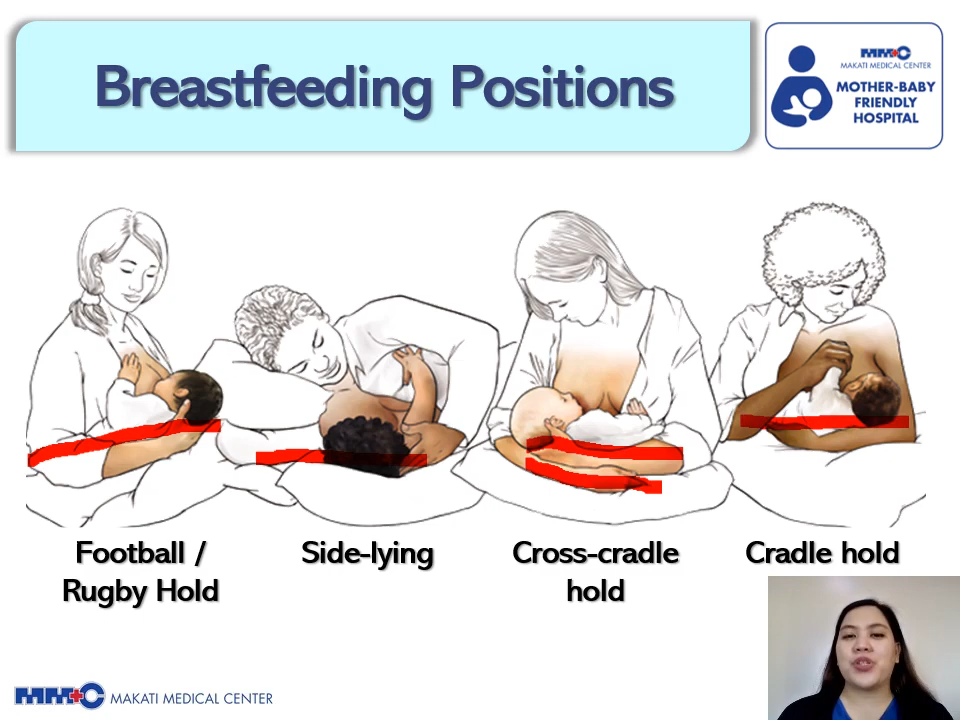 Breastfeeding Positions
MMC
MAKATI MEDICAL CENTER
MOTHER-BABY
FRIENDLY
HOSPITAL
Football /
Rugby Hold
Side-lying
Cross-cradle
hold
Cradle hold
MMC MAKATI MEDICAL CENTER